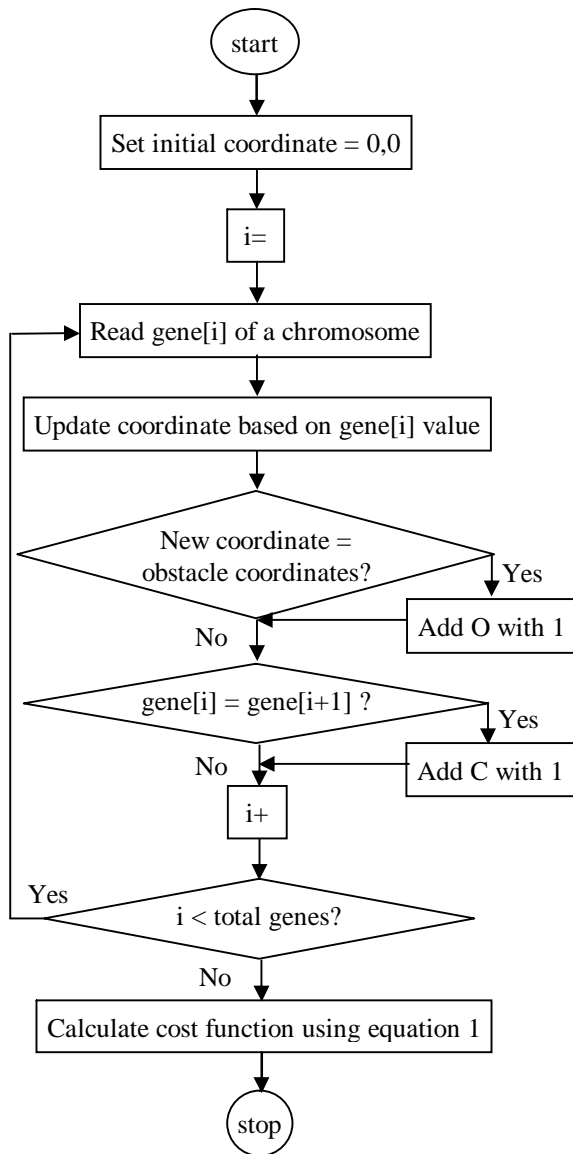 start
Set initial coordinate = 0,0
i=
Read gene[i] of a chromosome
Update coordinate based on gene[i] value
New coordinate =
obstacle coordinates?
Yes
Add O with 1
No
gene[i] = gene[i+1] ?
Yes
Add C with 1
No
i+
Yes
i < total genes?
No
Calculate cost function using equation 1
stop